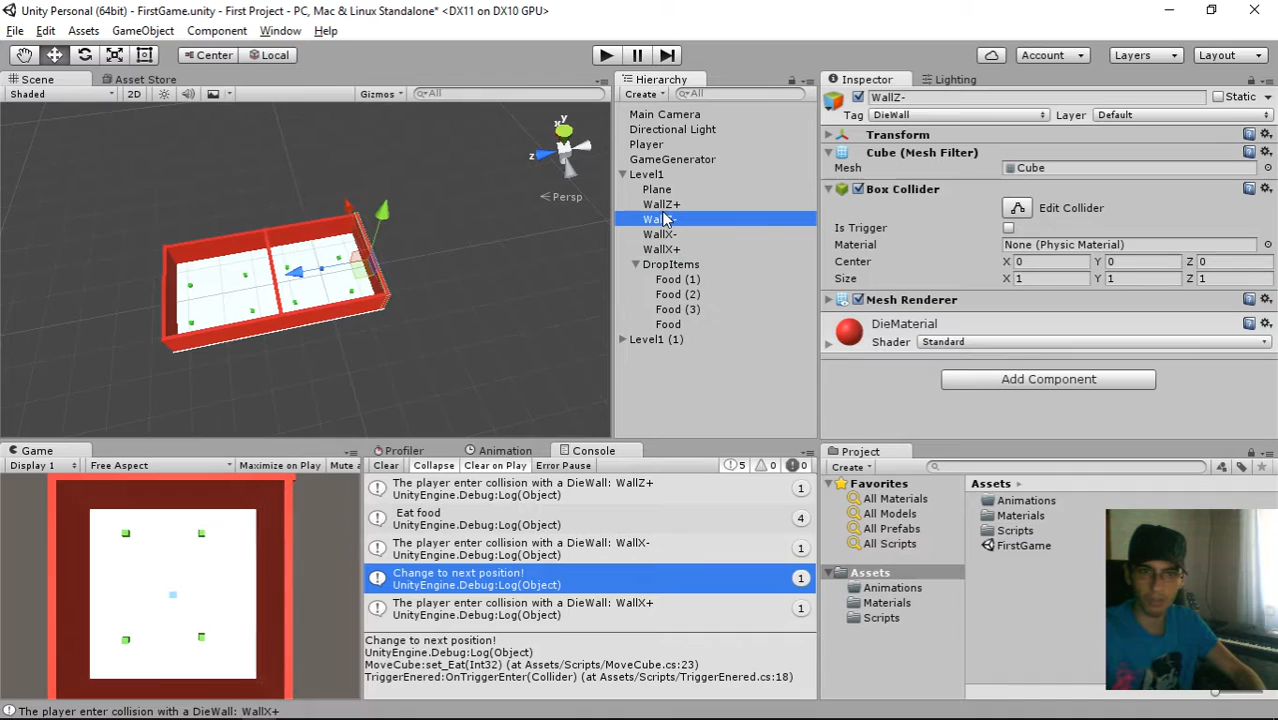 Unity Personal (64bit) - FirstGame.unity - First Project - PC, Mac & Linux Standalone* <DX11 on DX10 GPU>
File Edit Assets GameObject Component Window Help
Center Local Account Layers Layout
Scene Asset Store
Shaded 2D Gizmos All
y
x
z
Persp
Hierarchy
Create All
Main Camera
Directional Light
Player
GameGenerator
Level1
Plane
WallZ+
WallX-
WallX+
DropItems
Food (1)
Food (2)
Food (3)
Food
Level1 (1)
Inspector Lighting
WallZ- Static
Tag DieWall Layer Default
Transform
Cube (Mesh Filter)
Mesh Cube
Box Collider
Edit Collider
Is Trigger
Material None (Physic Material)
Center X 0 Y 0 Z 0
Size X 1 Y 1 Z 1
Mesh Renderer
DieMaterial
Shader Standard
Add Component
Game
Display 1 Free Aspect Maximize on Play Mute
Profiler Animation Console
Clear Collapse Clear on Play Error Pause 5 0 0
The player enter collision with a DieWall: WallZ+
UnityEngine.Debug:Log(Object) 1
Eat food
UnityEngine.Debug:Log(Object) 4
The player enter collision with a DieWall: WallX-
UnityEngine.Debug:Log(Object) 1
Change to next position!
UnityEngine.Debug:Log(Object) 1
The player enter collision with a DieWall: WallX+
UnityEngine.Debug:Log(Object) 1
Change to next position!
UnityEngine.Debug:Log(Object)
MoveCube:set_Eat(Int32) (at Assets/Scripts/MoveCube.cs:23)
TriggerEnered:OnTriggerEnter(Collider) (at Assets/Scripts/TriggerEnered.cs:18)
Project
Create
Favorites
All Materials
All Models
All Prefabs
All Scripts
Assets
Animations
Materials
Scripts
Assets
Animations
Materials
Scripts
FirstGame
The player enter collision with a DieWall: WallX+